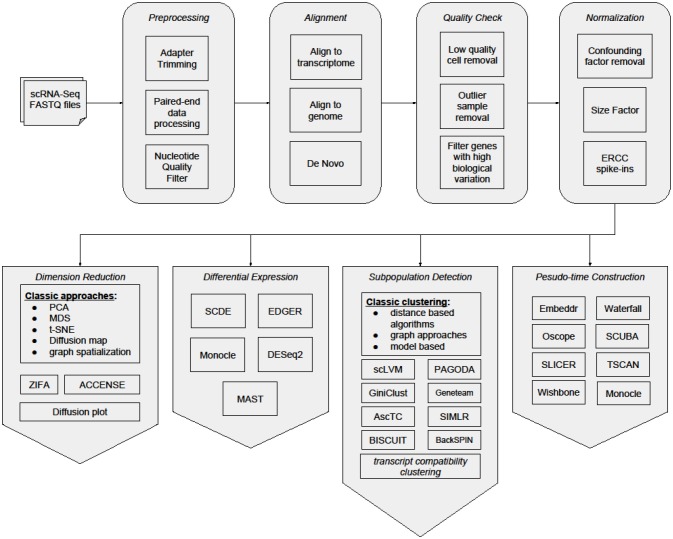 Preprocessing
Alignment
Quality Check
Normalization
scRNA-Seq
FASTQ files
Adapter
Trimming
Paired-end
data
processing
Nucleotide
Quality
Filter
Align to
transcriptome
Align to
genome
De Novo
Low quality
cell removal
Outlier
sample
removal
Filter genes
with high
biological
variation
Confounding
factor removal
Size Factor
ERCC
spike-ins
Dimension Reduction
Classic approaches:
● PCA
● MDS
● t-SNE
● Diffusion map
● graph spatialization
ZIFA
ACCENSE
Diffusion plot
Differential Expression
SCDE
EDGER
Monocle
DESeq2
MAST
Subpopulation Detection
Classic clustering:
● distance based
algorithms
● graph approaches
● model based
scLVM
PAGODA
GiniClust
Geneteam
AscTC
SIMLR
BISCUIT
BackSPIN
transcript compatibility
clustering
Pesudo-time Construction
Embeddr
Waterfall
Oscope
SCUBA
SLICER
TSCAN
Wishbone
Monocle